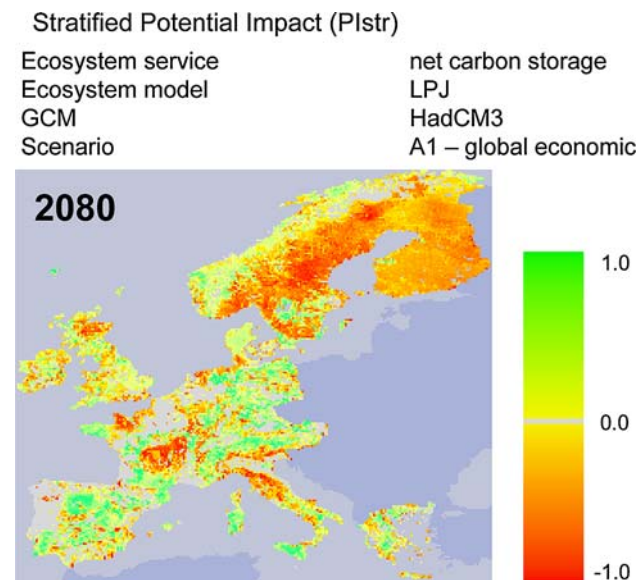 Stratified Potential Impact (PIstr)
Ecosystem service net carbon storage
Ecosystem model LPJ
GCM HadCM3
Scenario A1 – global economic
2080
1.0
0.0
-1.0